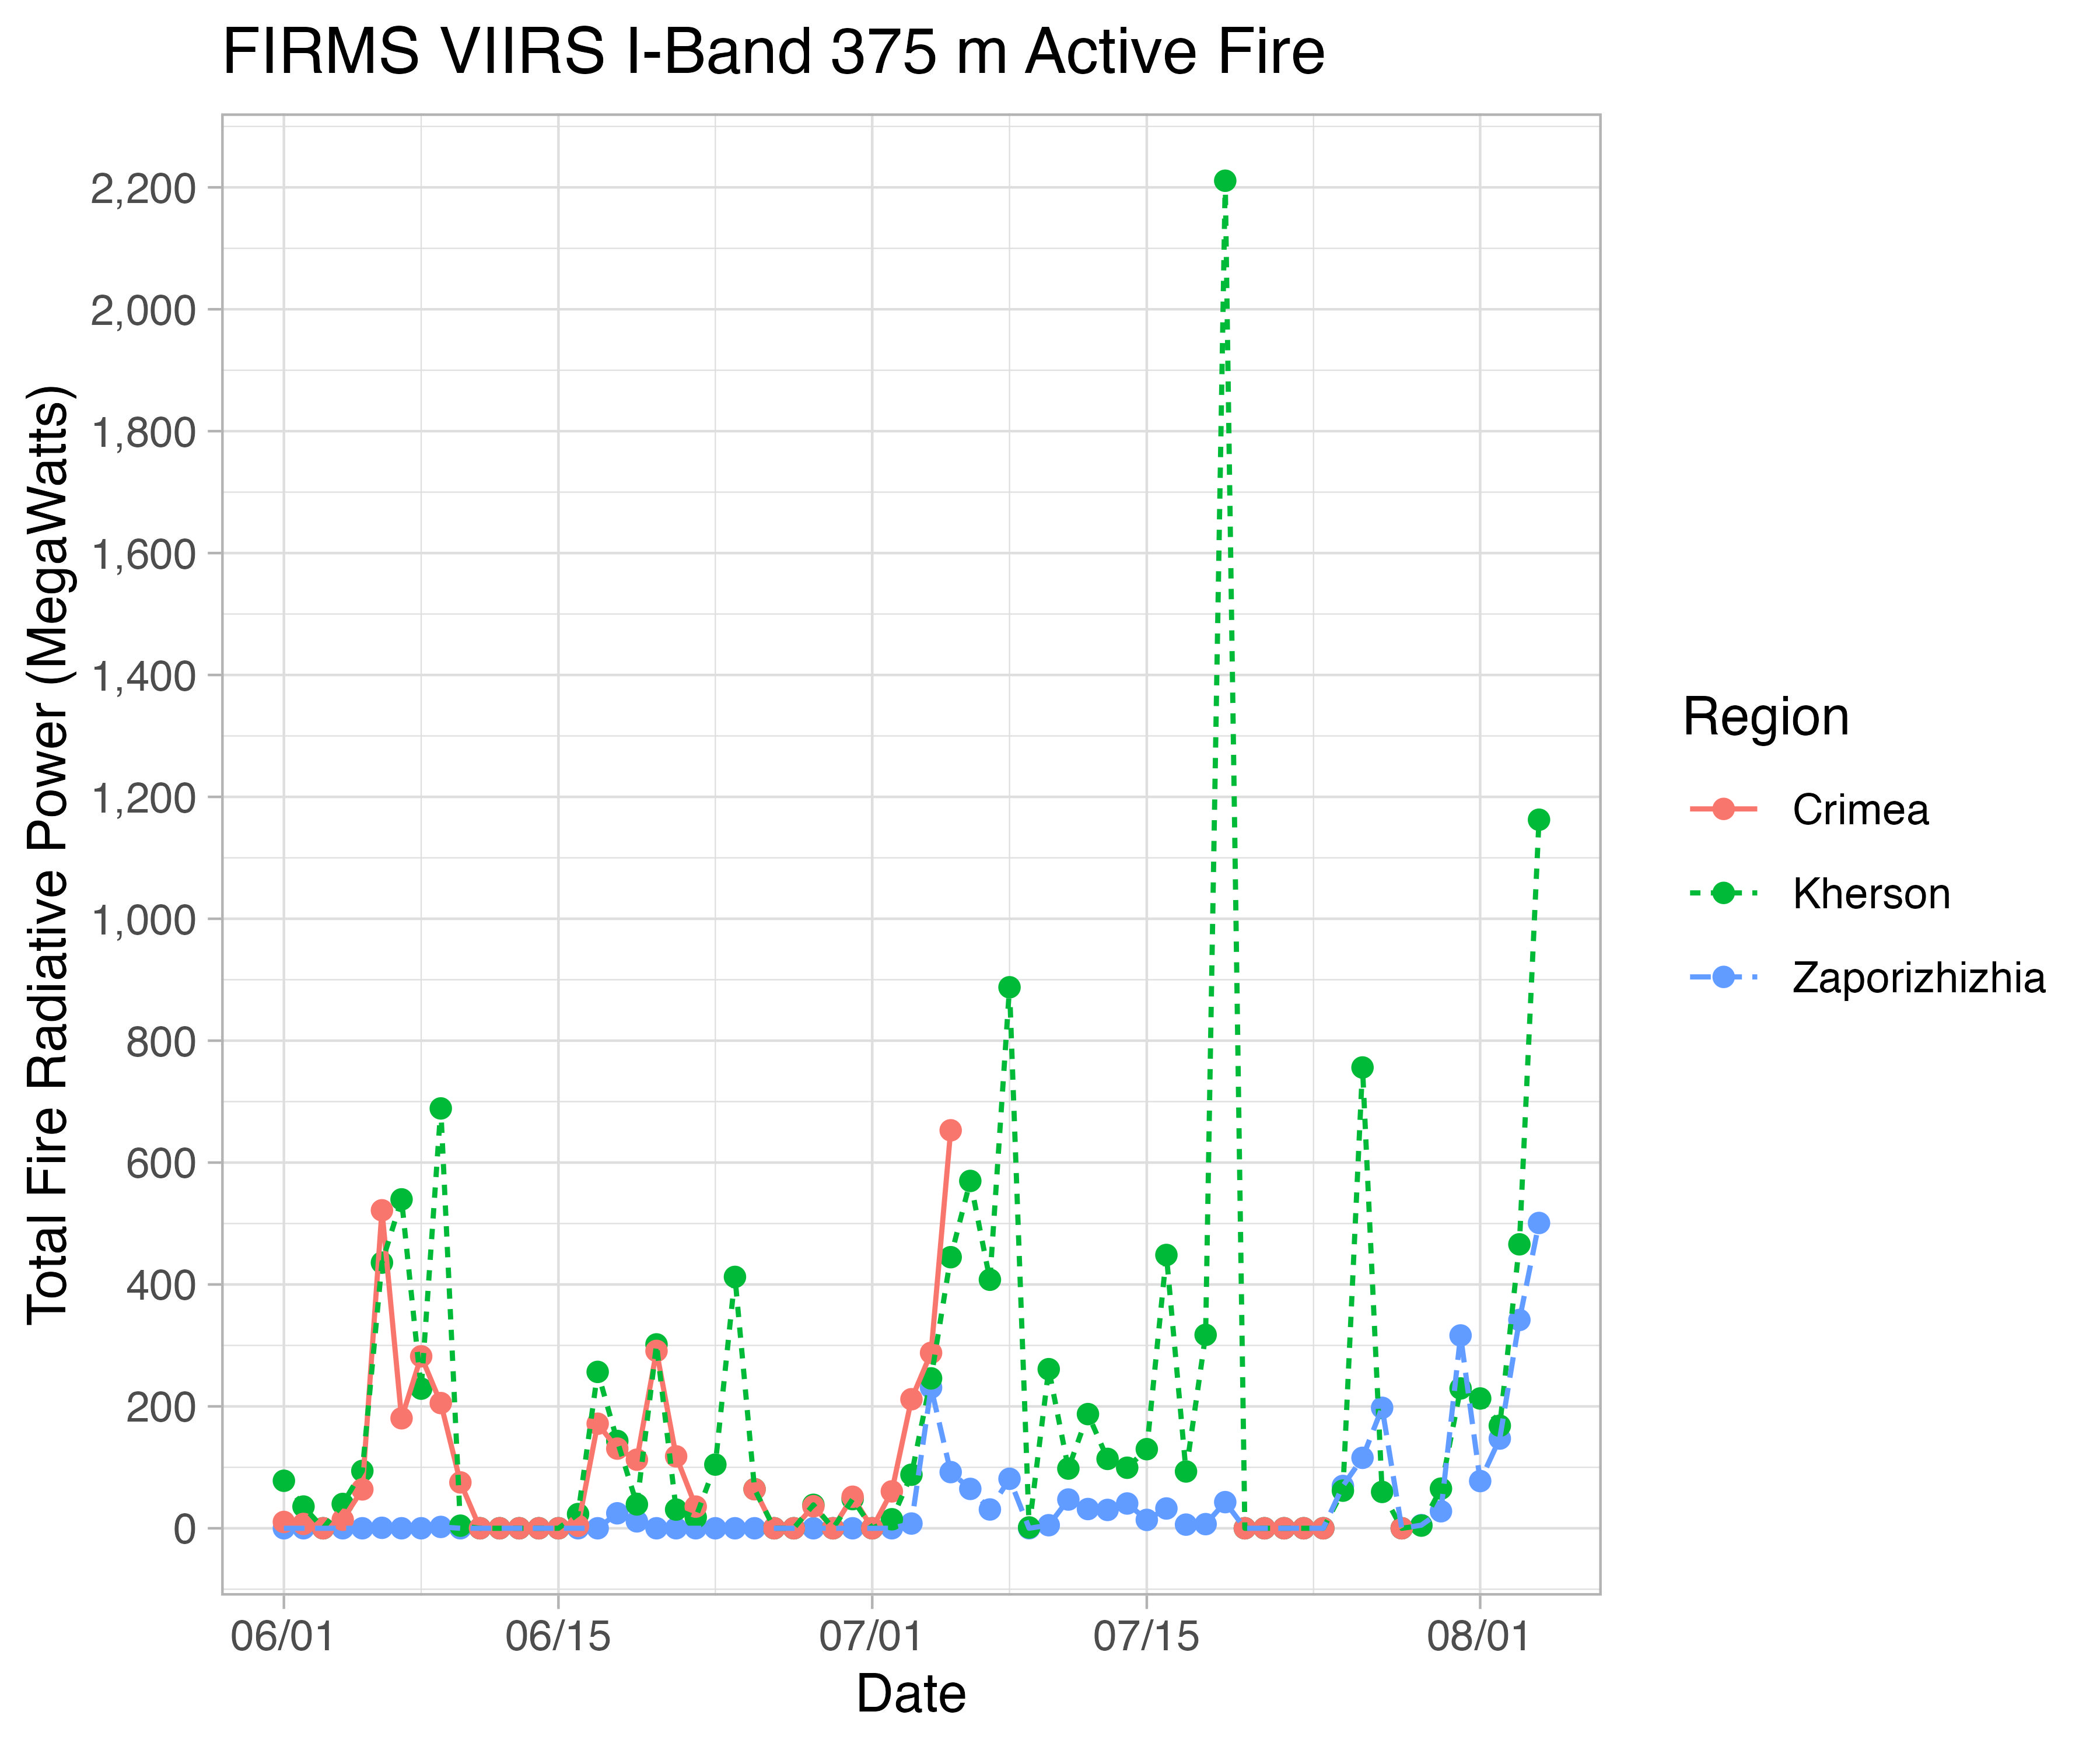 FIRMS VIIRS I-Band 375 m Active Fire
Total Fire Radiative Power (MegaWatts)
2,200
2,000
1,800
1,600
1,400
1,200
1,000
800
600
400
200
0
06/01
06/15
07/01
07/15
08/01
Date
Region
Crimea
Kherson
Zaporizhizhia